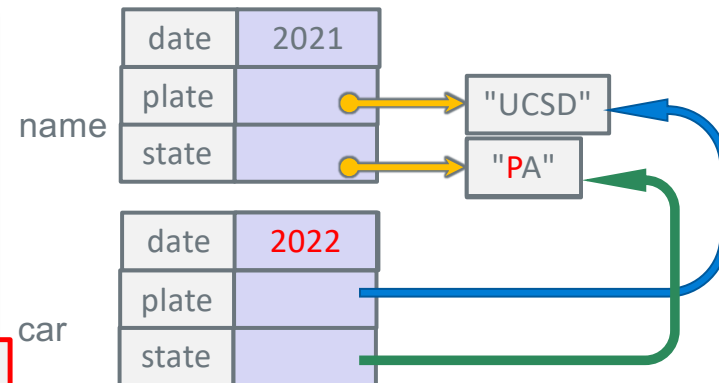 date 2021
plate "UCSD"
name
state "PA"
date 2022
plate
car
state